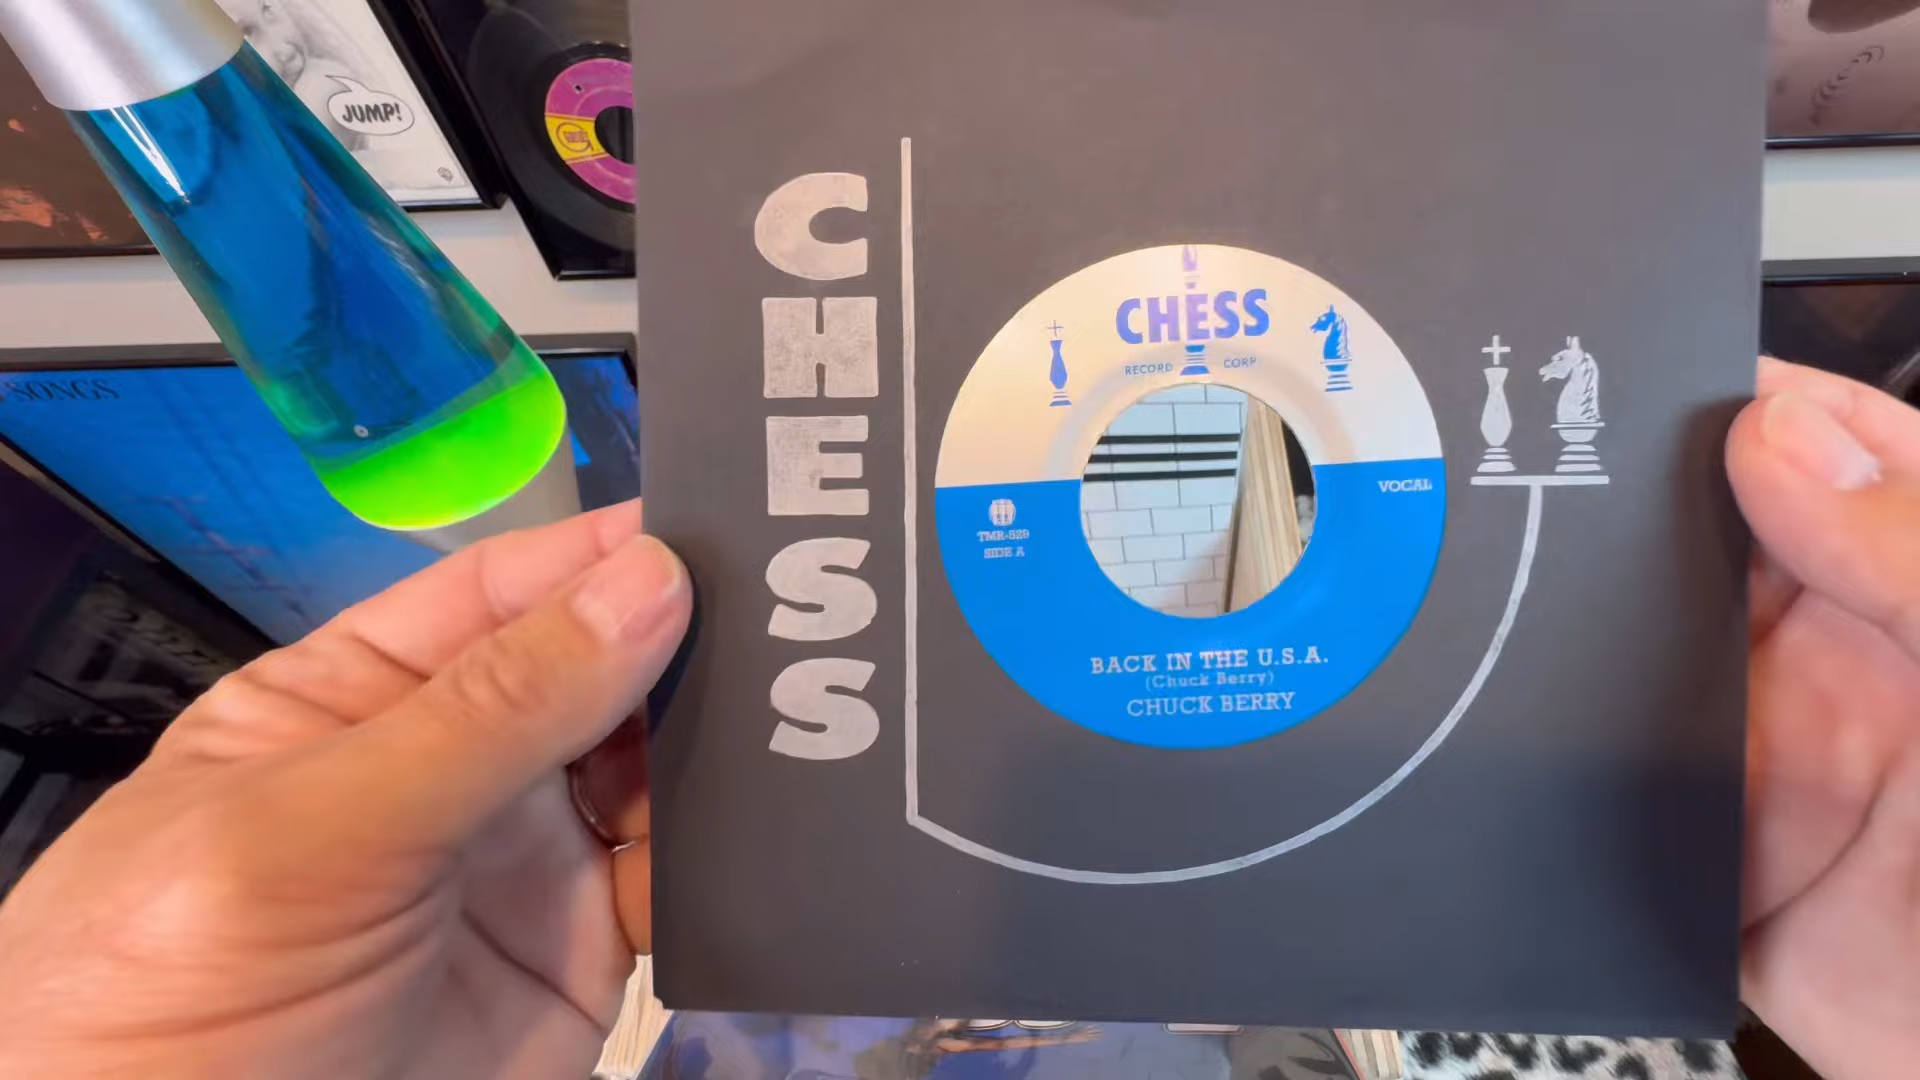 JUMP!
SONGS
CHESS
CHESS
RECORD CORP
TMR-529
SIDE A
VOCAL
BACK IN THE U.S.A.
(Chuck Berry)
CHUCK BERRY